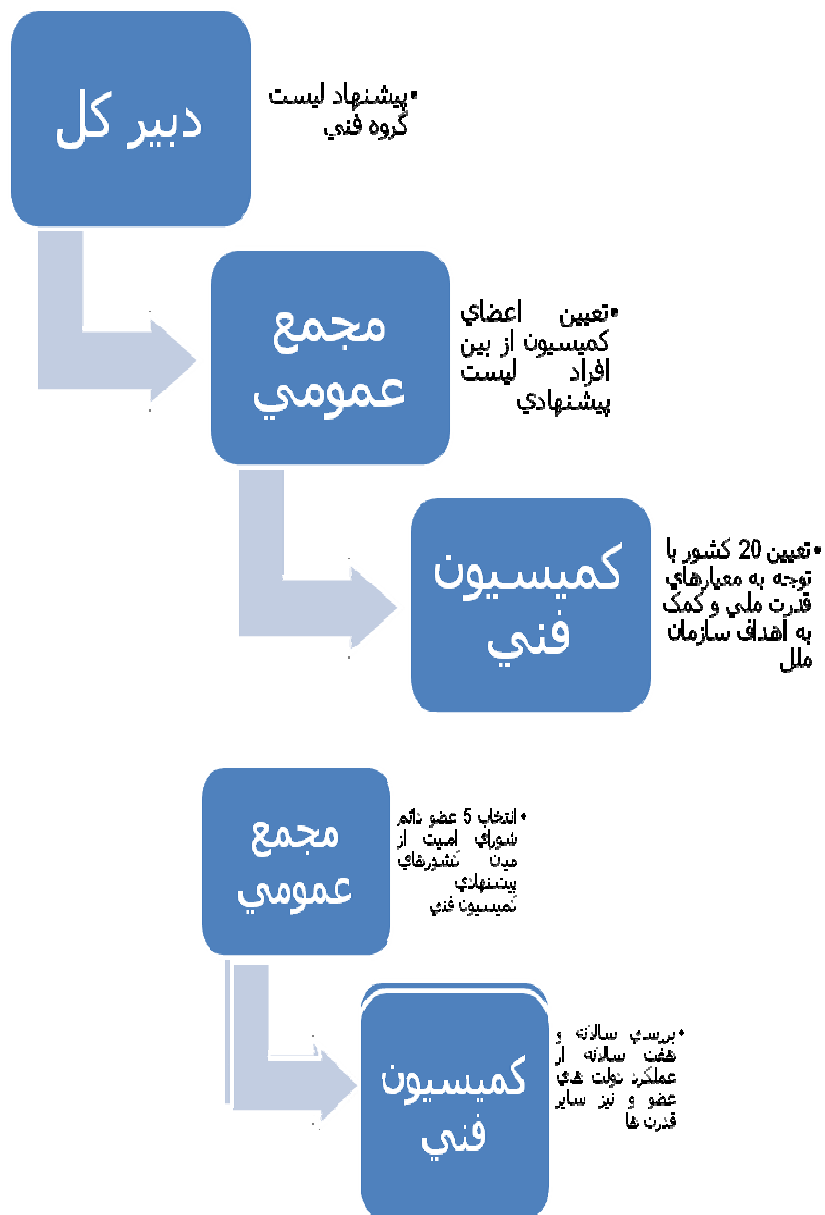 دبير كل
•پيشنهاد ليست
گروه فني
مجمع
عمومي
•تعيين اعضاي
كميسيون از بين
افراد ليست
پيشنهادي
كميسيون
فني
•تعيين 20 كشور با
توجه به معيارهاي
قدرت ملي و كمك
به اهداف سازمان
ملل
مجمع
عمومي
•انتخاب 5 عضو دائم
شوراي امنيت از
ميان كشورهاي
پيشنهادي
كميسيون فني
كميسيون
فني
•بررسي سالانه و
هفت سالانه از
عملكرد دولت هاي
عضو و نيز ساير
قدرت ها